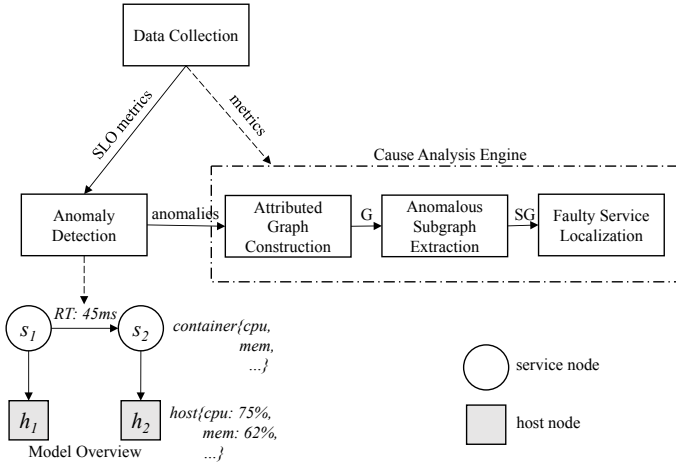 Data Collection
SLO metrics
metrics
Cause Analysis Engine
Anomaly
Detection
anomalies
Attributed
Graph
Construction
G
Anomalous
Subgraph
Extraction
SG
Faulty Service
Localization
RT: 45ms
s1
s2
container{cpu,
mem,
...}
service node
h1
h2
host{cpu: 75%,
mem: 62%,
...}
host node
Model Overview